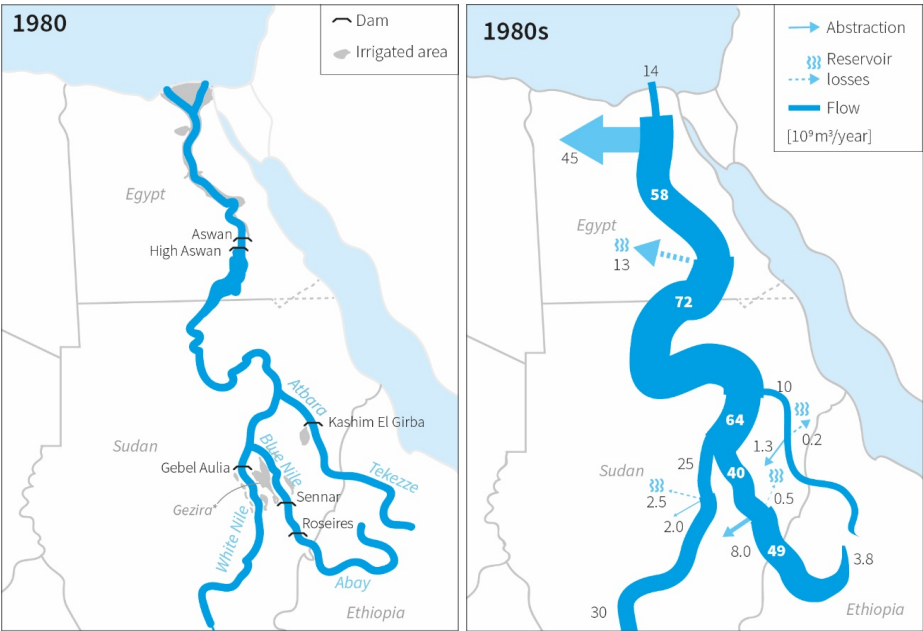 1980
Dam
Irrigated area
Egypt
Aswan
High Aswan
Atbara
Kashim El Girba
Sudan
Blue Nile
Gebel Aulia
Tekezze
Gezira
Sennar
White Nile
Roseires
Abay
Ethiopia
1980s
Abstraction
Reservoir
losses
Flow
[10⁹ m³/year]
14
45
58
Egypt
13
72
10
64
0.2
1.3
Sudan
25
40
2.5
0.5
2.0
8.0
49
3.8
30
Ethiopia